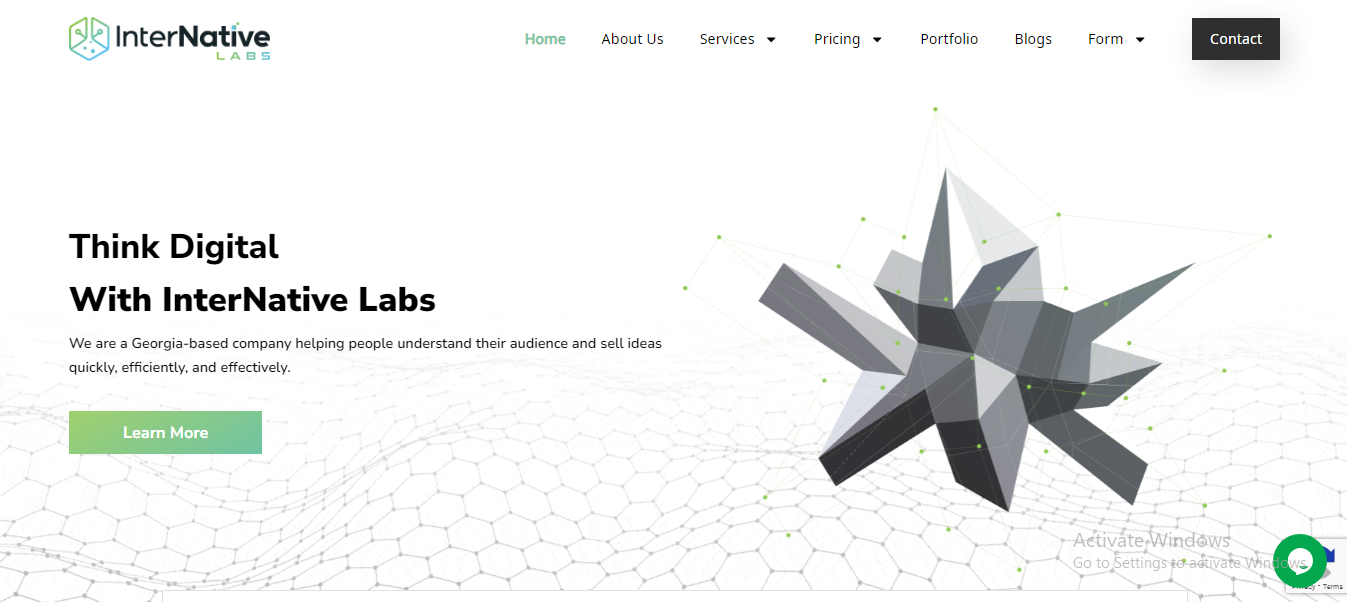 InterNative
LABS
Home
About Us
Services
Pricing
Portfolio
Blogs
Form
Contact
Think Digital
With InterNative Labs
We are a Georgia-based company helping people understand their audience and sell ideas
quickly, efficiently, and effectively.
Learn More
Activate Windows
Go to Settings to activate Windows.
Privacy - Terms